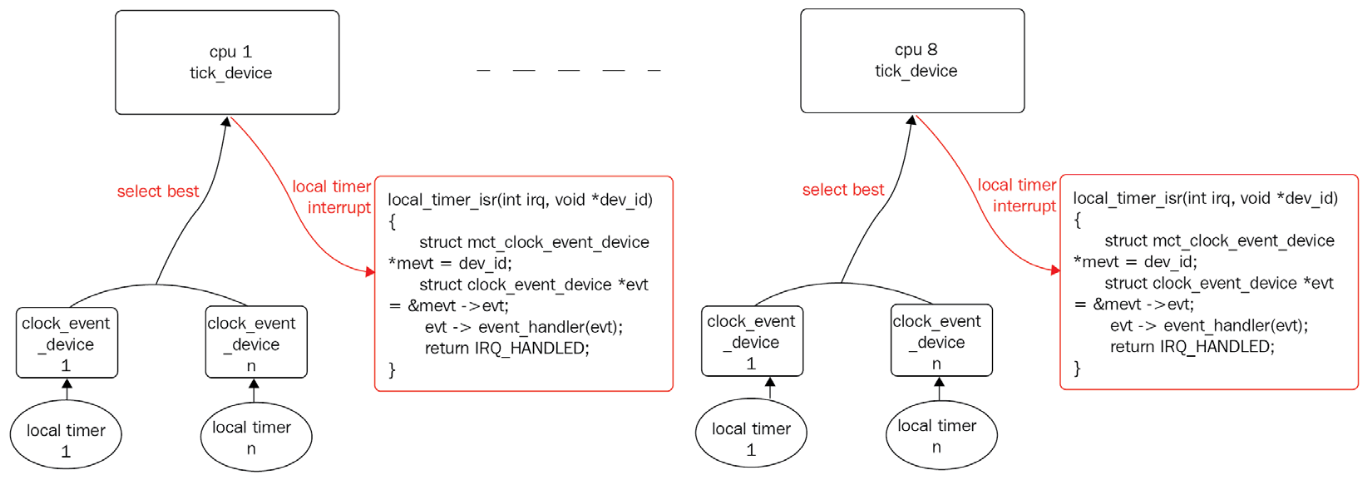 cpu 1
tick_device
select best
local timer
interrupt
local_timer_isr(int irq, void *dev_id)
{
struct mct_clock_event_device
*mevt = dev_id;
struct clock_event_device *evt
= &mevt ->evt;
evt -> event_handler(evt);
return IRQ_HANDLED;
}
clock_event
_device
1
clock_event
_device
n
local timer
1
local timer
n
cpu 8
tick_device
select best
local timer
interrupt
local_timer_isr(int irq, void *dev_id)
{
struct mct_clock_event_device
*mevt = dev_id;
struct clock_event_device *evt
= &mevt ->evt;
evt -> event_handler(evt);
return IRQ_HANDLED;
}
clock_event
_device
1
clock_event
_device
n
local timer
1
local timer
n